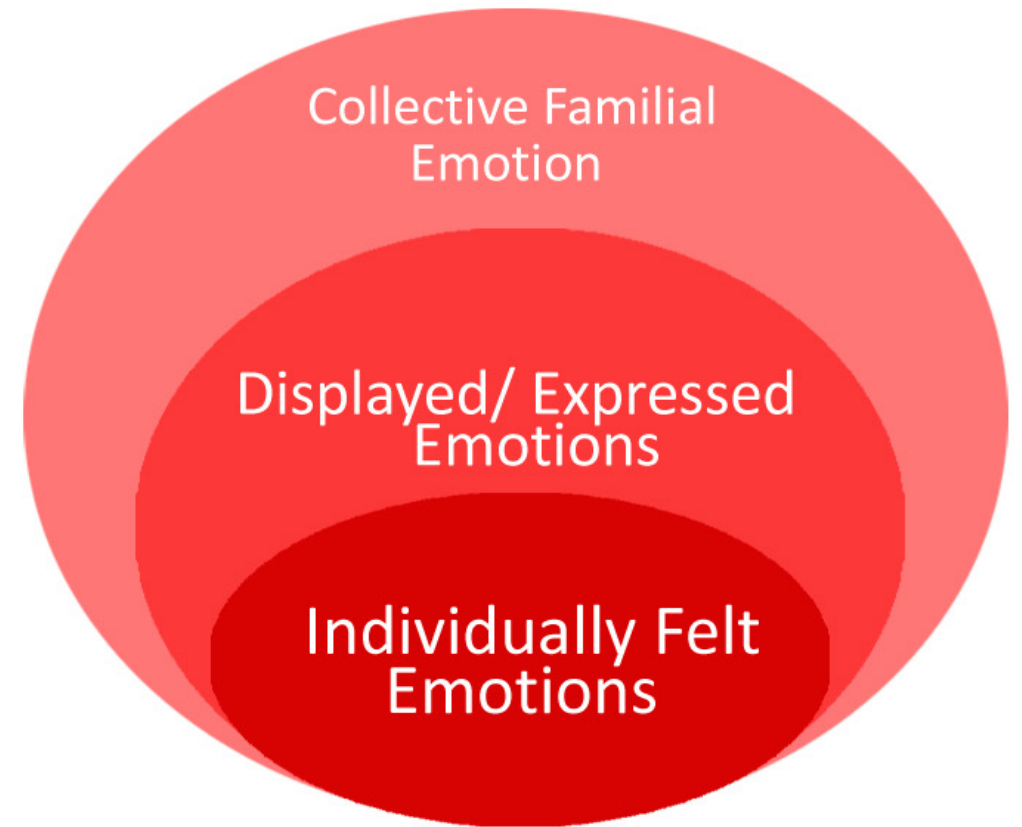 Collective Familial
Emotion
Displayed/ Expressed
Emotions
Individually Felt
Emotions